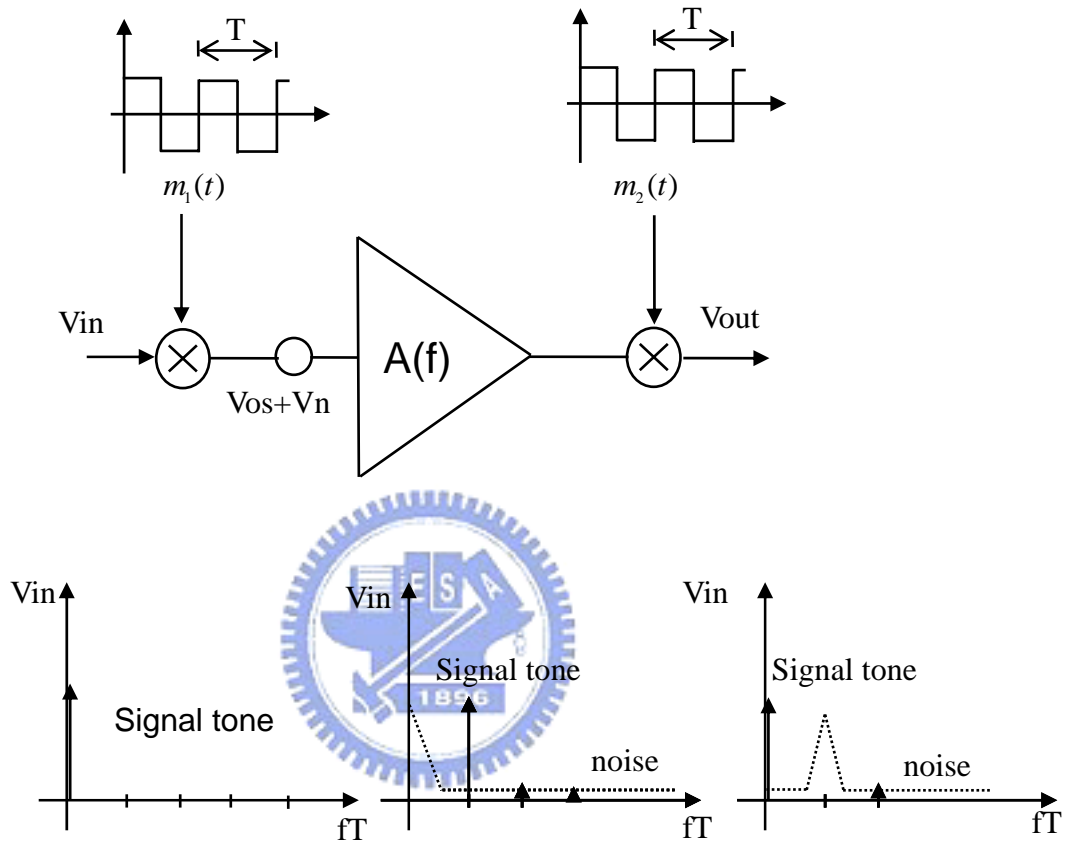 T
T
m₁(t)
m₂(t)
Vin
Vout
A(f)
Vos+Vn
E S A
Vin
Vin
Vin
Signal tone
Signal tone
1896
Signal tone
noise
noise
fT
fT
fT